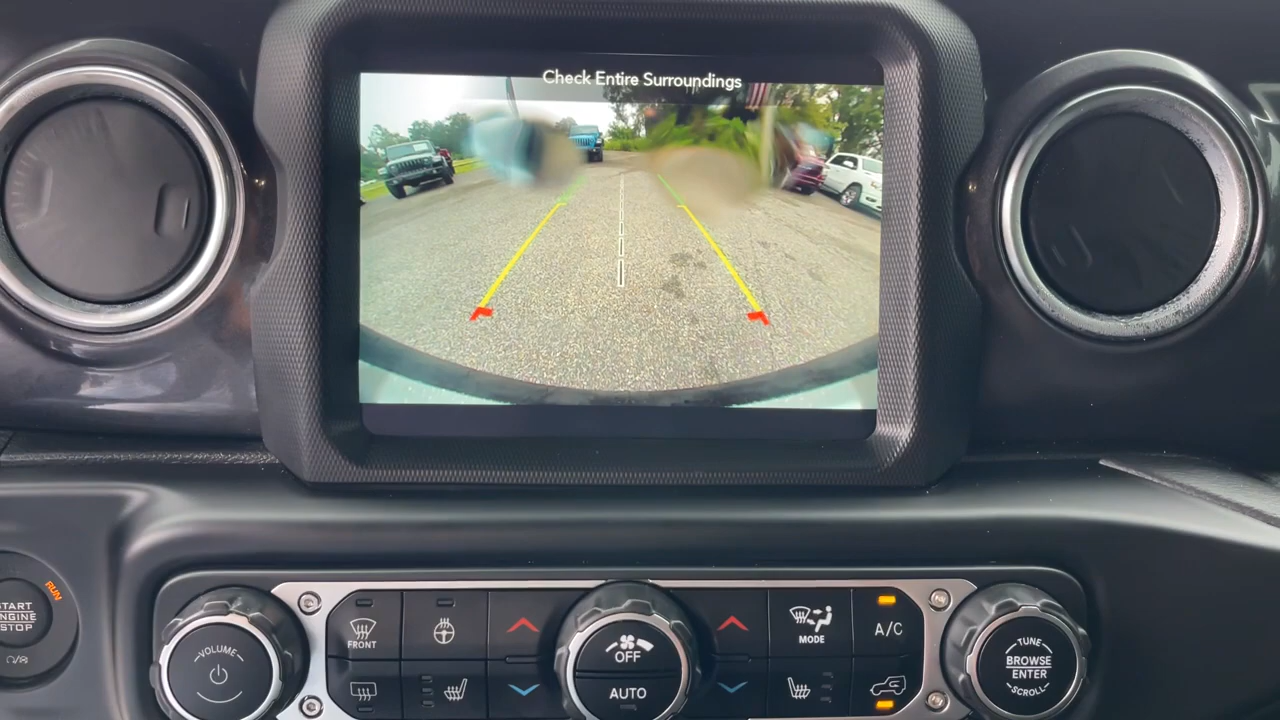 Check Entire Surroundings
RUN
START
ENGINE
STOP
VOLUME
FRONT
OFF
AUTO
MODE
A/C
TUNE
BROWSE
ENTER
SCROLL